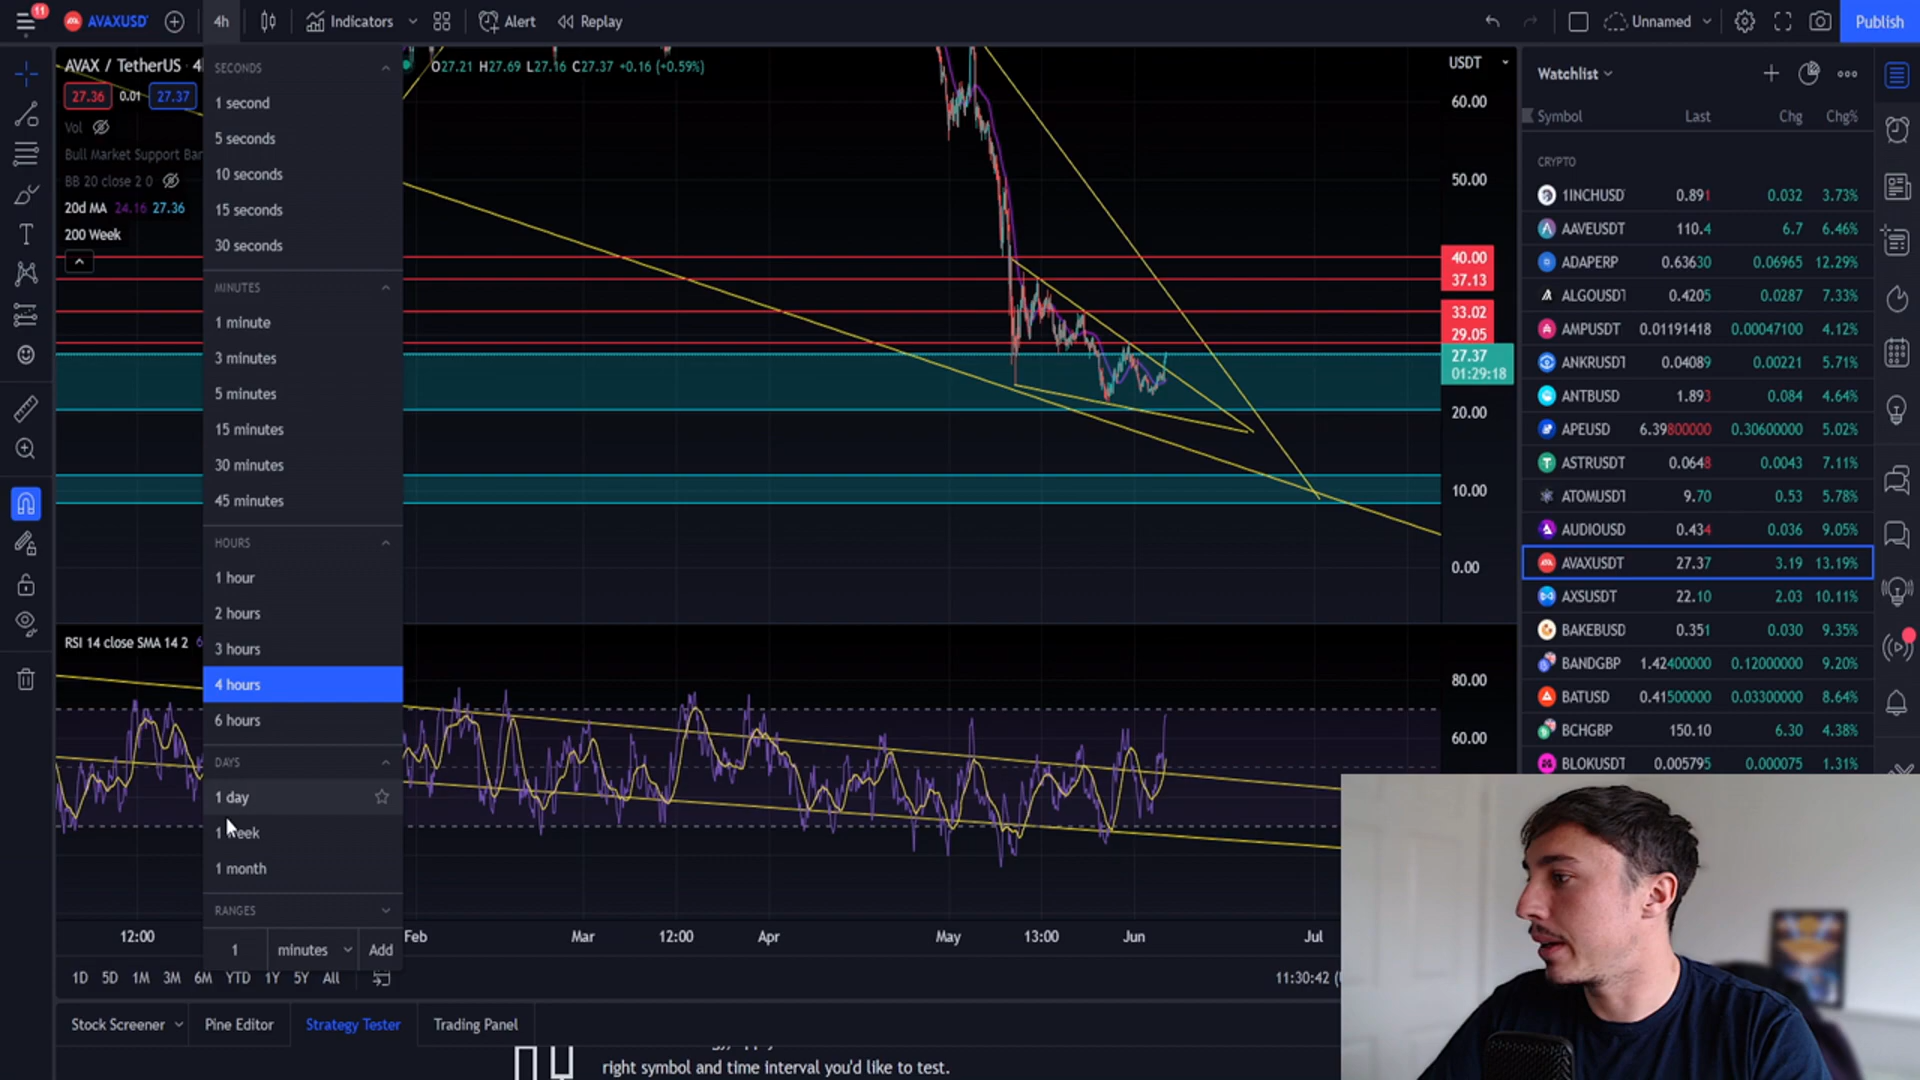 11
AVAXUSD
4h
Indicators
Alert
Replay
Unnamed
Publish
AVAX / TetherUS
O27.21 H27.69 L27.16 C27.37 +0.16 (+0.59%)
27.36 0.01 27.37
Vol
Bull Market Support Ban
BB 20 close 2 0
20d MA 24.16 27.36
200 Week
SECONDS
1 second
5 seconds
10 seconds
15 seconds
30 seconds
MINUTES
1 minute
3 minutes
5 minutes
15 minutes
30 minutes
45 minutes
HOURS
1 hour
2 hours
3 hours
4 hours
6 hours
DAYS
1 day
1 week
1 month
RANGES
1 minutes Add
USDT
60.00
50.00
40.00
37.13
33.02
29.05
27.37
01:29:18
20.00
10.00
0.00
RSI 14 close SMA 14 2
80.00
60.00
12:00
Feb
Mar
12:00
Apr
May
13:00
Jun
Jul
1D 5D 1M 3M 6M YTD 1Y 5Y All
11:30:42
Stock Screener
Pine Editor
Strategy Tester
Trading Panel
right symbol and time interval you'd like to test.
Watchlist
Symbol Last Chg Chg%
CRYPTO
1INCHUSD 0.891 0.032 3.73%
AAVEUSDT 110.4 6.7 6.46%
ADAPERP 0.63630 0.06965 12.29%
ALGOUSDT 0.4205 0.0287 7.33%
AMPUSDT 0.01191418 0.00047100 4.12%
ANKRUSDT 0.04089 0.00221 5.71%
ANTBUSD 1.893 0.084 4.64%
APEUSD 6.39800000 0.30600000 5.02%
ASTRUSDT 0.0648 0.0043 7.11%
ATOMUSDT 9.70 0.53 5.78%
AUDIOUSD 0.434 0.036 9.05%
AVAXUSDT 27.37 3.19 13.19%
AXSUSDT 22.10 2.03 10.11%
BAKEBUSD 0.351 0.030 9.35%
BANDGBP 1.42400000 0.12000000 9.20%
BATUSD 0.41500000 0.03300000 8.64%
BCHGBP 150.10 6.30 4.38%
BLOKUSDT 0.005795 0.000075 1.31%